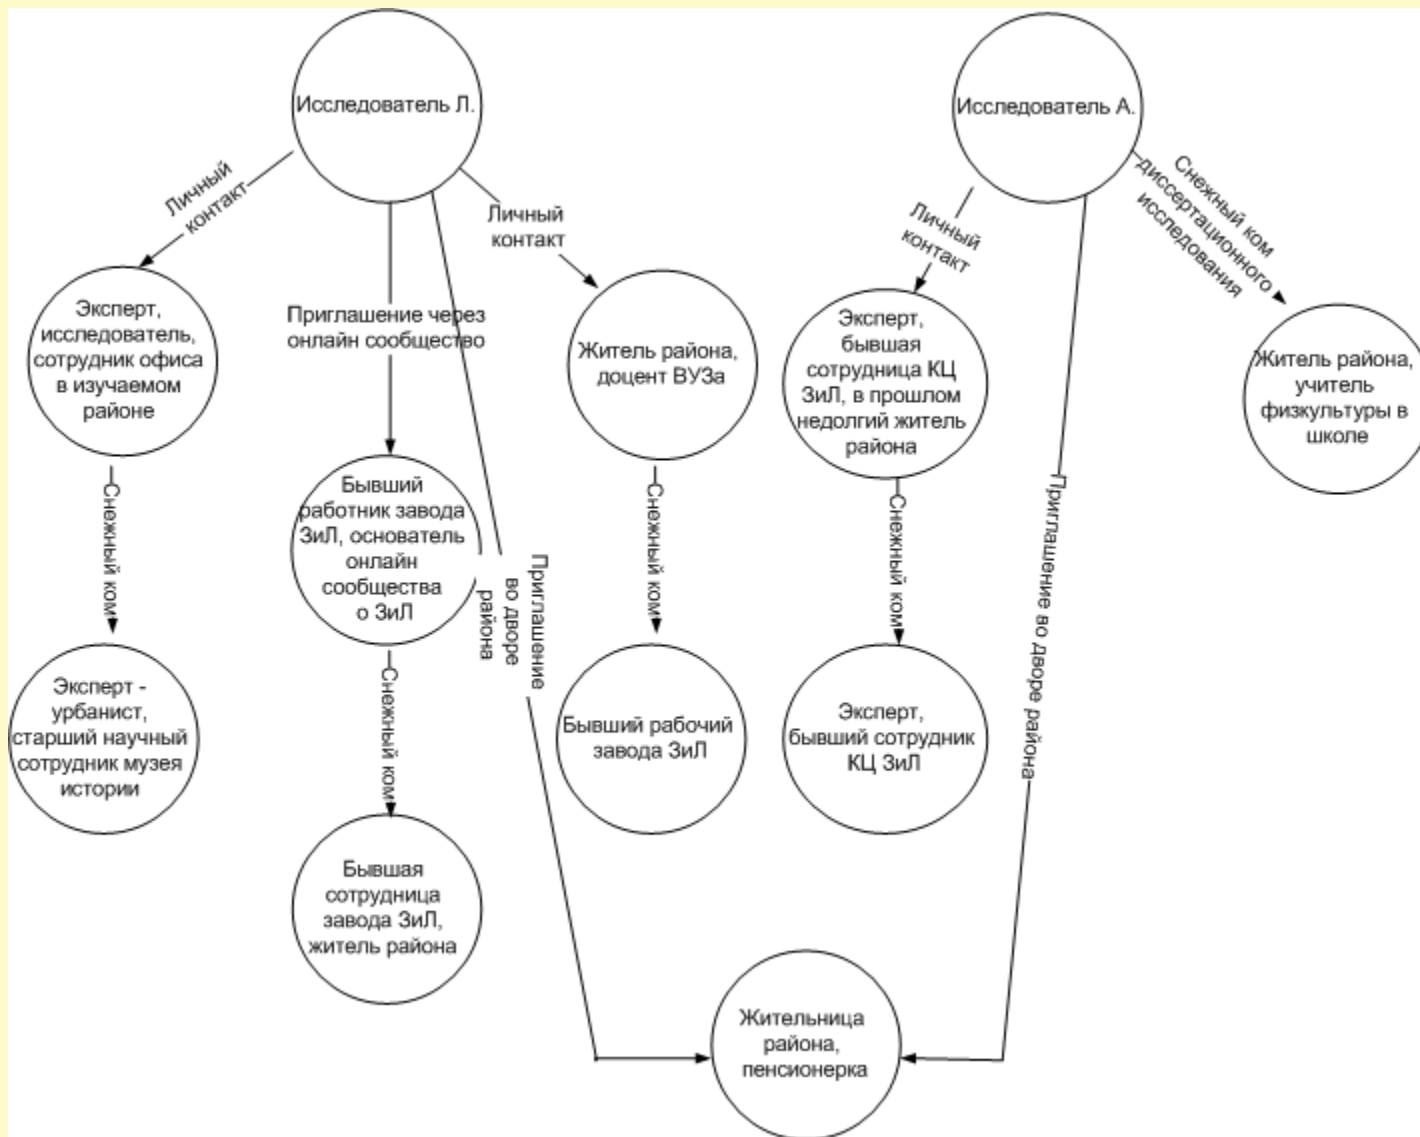 Исследователь Л.
Исследователь А.
Личный
контакт
Приглашение через
онлайн сообщество
Личный
контакт
Личный
контакт
Снежный ком
диссертационного
исследования
Эксперт,
исследователь,
сотрудник офиса
в изучаемом
районе
Житель района,
доцент ВУЗа
Эксперт,
бывшая
сотрудница КЦ
ЗиЛ, в прошлом
недолгий житель
района
Житель района,
учитель
физкультуры в
школе
Снежный ком
Бывший
работник завода
ЗиЛ, основатель
онлайн
сообщества
о ЗиЛ
Приглашение
во дворе
района
Снежный ком
Снежный ком
Приглашение во дворе района
Эксперт -
урбанист,
старший научный
сотрудник музея
истории
Снежный ком
Бывший рабочий
завода ЗиЛ
Эксперт,
бывший сотрудник
КЦ ЗиЛ
Бывшая
сотрудница
завода ЗиЛ,
житель района
Жительница
района,
пенсионерка